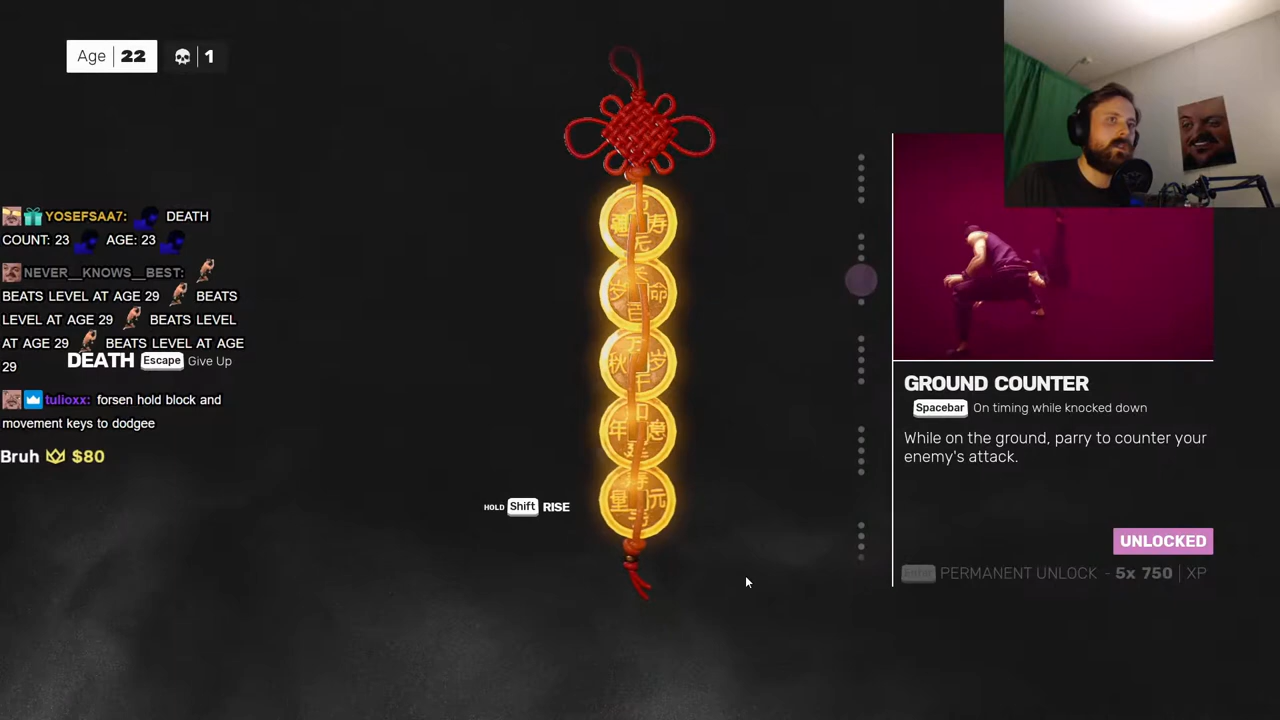 Age 22 1
YOSEFSAA7: DEATH
COUNT: 23 AGE: 23
NEVER__KNOWS__BEST:
BEATS LEVEL AT AGE 29 BEATS
LEVEL AT AGE 29 BEATS LEVEL
AT AGE 29 BEATS LEVEL AT AGE
29
DEATH Escape Give Up
tulioxx: forsen hold block and
movement keys to dodgee
Bruh $80
HOLD Shift RISE
GROUND COUNTER
Spacebar On timing while knocked down
While on the ground, parry to counter your
enemy's attack.
UNLOCKED
Enter PERMANENT UNLOCK - 5x 750 XP